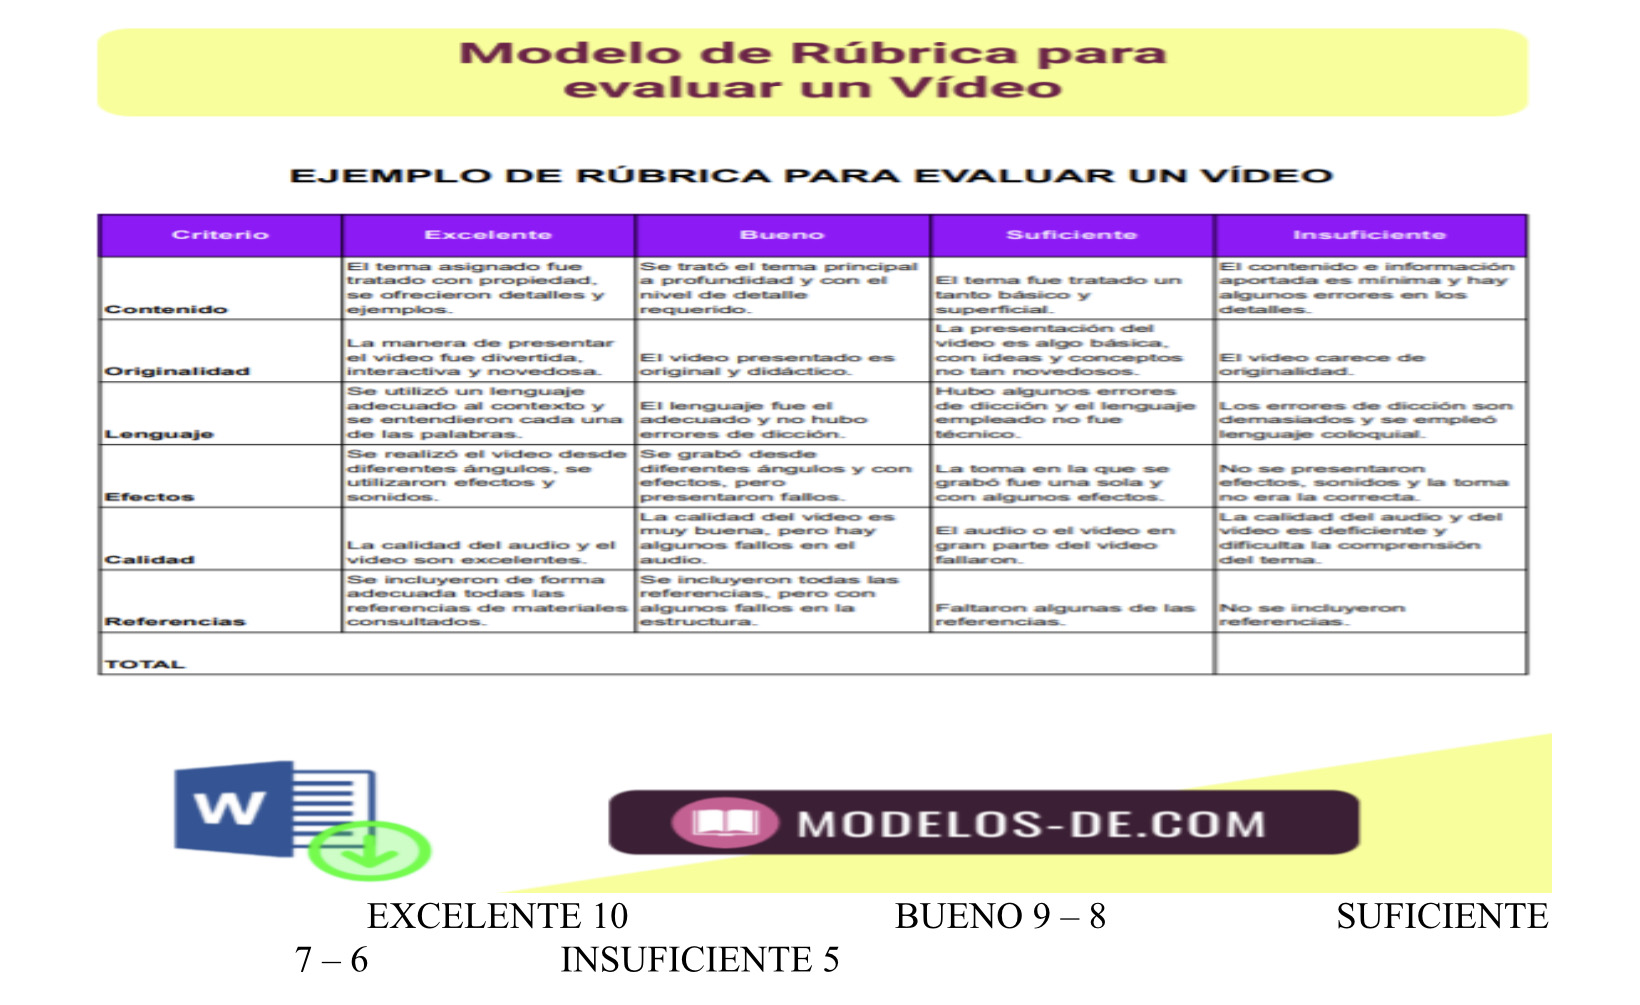 Modelo de Rúbrica para
evaluar un Vídeo
EJEMPLO DE RÚBRICA PARA EVALUAR UN VÍDEO
Criterio Excelente Bueno Suficiente Insuficiente
Contenido
El tema asignado fue
tratado con propiedad,
se ofrecieron detalles y
ejemplos.
Se trató el tema principal
a profundidad y con el
nivel de detalle
requerido.
El tema fue tratado un
tanto básico y
superficial.
El contenido e información
aportada es mínima y hay
algunos errores en los
detalles.
Originalidad
La manera de presentar
el video fue divertida,
interactiva y novedosa.
El video presentado es
original y didáctico.
La presentación del
video es algo básica,
con ideas y conceptos
no tan novedosos.
El video carece de
originalidad.
Lenguaje
Se utilizó un lenguaje
adecuado al contexto y
se entendieron cada una
de las palabras.
El lenguaje fue el
adecuado y no hubo
errores de dicción.
Hubo algunos errores
de dicción y el lenguaje
empleado no fue
técnico.
Los errores de dicción son
demasiados y se empleó
lenguaje coloquial.
Efectos
Se realizó el video desde
diferentes ángulos, se
utilizaron efectos y
sonidos.
Se grabó desde
diferentes ángulos y con
efectos, pero
presentaron fallos.
La toma en la que se
grabó fue una sola y
con algunos efectos.
No se presentaron
efectos, sonidos y la toma
no era la correcta.
Calidad
La calidad del audio y el
video son excelentes.
La calidad del video es
muy buena, pero hay
algunos fallos en el
audio.
El audio o el video en
gran parte del video
fallaron.
La calidad del audio y del
video es deficiente y
dificulta la comprensión
del tema.
Referencias
Se incluyeron de forma
adecuada todas las
referencias de materiales
consultados.
Se incluyeron todas las
referencias, pero con
algunos fallos en la
estructura.
Faltaron algunas de las
referencias.
No se incluyeron
referencias.
TOTAL
W
MODELOS-DE.COM
EXCELENTE 10 BUENO 9 – 8 SUFICIENTE
7 – 6 INSUFICIENTE 5